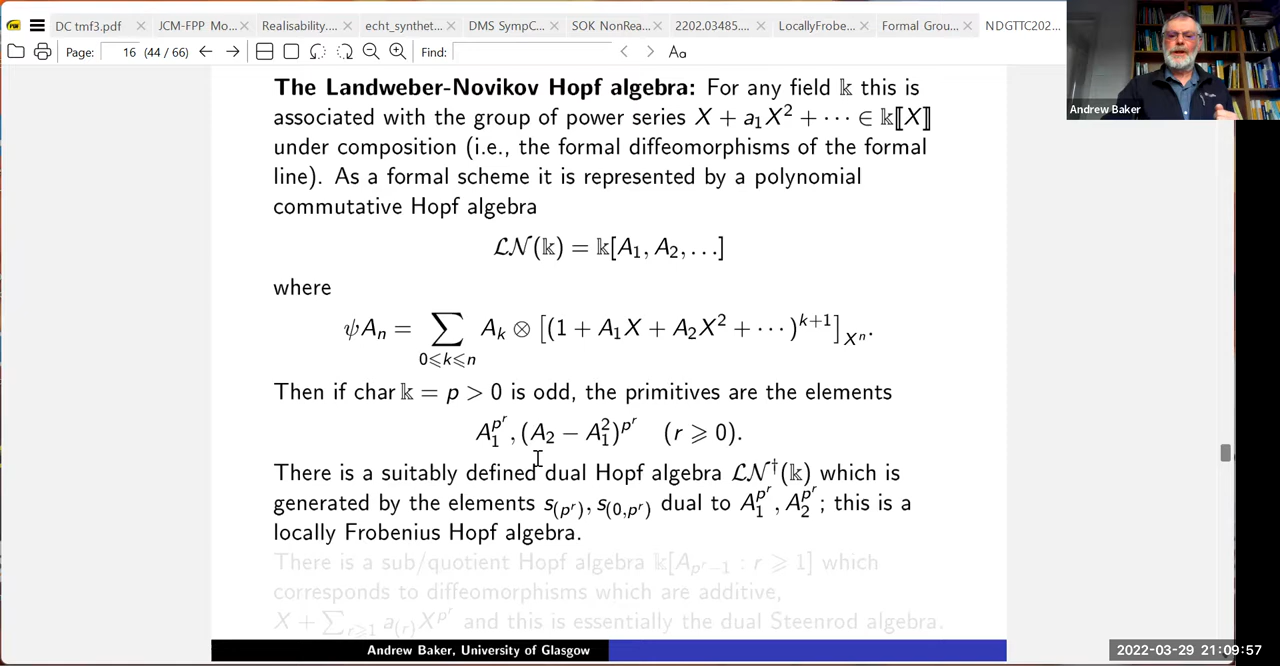 DC tmf3.pdf × JCM-FPP Mo... × Realisability.... × echt_synthet... × DMS SympC... × SOK NonRea... × 2202.03485.... × LocallyFrobe... × Formal Grou... × NDGTTC202...
Page: 16 (44 / 66) Find: Aa
Andrew Baker
The Landweber-Novikov Hopf algebra: For any field 𝕜 this is
associated with the group of power series X + a₁X² + ··· ∈ 𝕜⟦X⟧
under composition (i.e., the formal diffeomorphisms of the formal
line). As a formal scheme it is represented by a polynomial
commutative Hopf algebra
ℒ𝒩(𝕜) = 𝕜[A₁, A₂, ...]
where
ψAₙ = ∑_{0⩽k⩽n} Aₖ ⊗ [(1 + A₁X + A₂X² + ···)^{k+1}]_{Xⁿ}.
Then if char 𝕜 = p > 0 is odd, the primitives are the elements
A₁^{p^r}, (A₂ − A₁²)^{p^r} (r ⩾ 0).
There is a suitably defined dual Hopf algebra ℒ𝒩†(𝕜) which is
generated by the elements s_{(p^r)}, s_{(0,p^r)} dual to A₁^{p^r}, A₂^{p^r}; this is a
locally Frobenius Hopf algebra.
There is a sub/quotient Hopf algebra 𝕜[A_{p^r−1} : r ⩾ 1] which
corresponds to diffeomorphisms which are additive,
X + ∑_{r⩾1} a_{(r)}X^{p^r} and this is essentially the dual Steenrod algebra.
Andrew Baker, University of Glasgow
2022-03-29 21:09:57